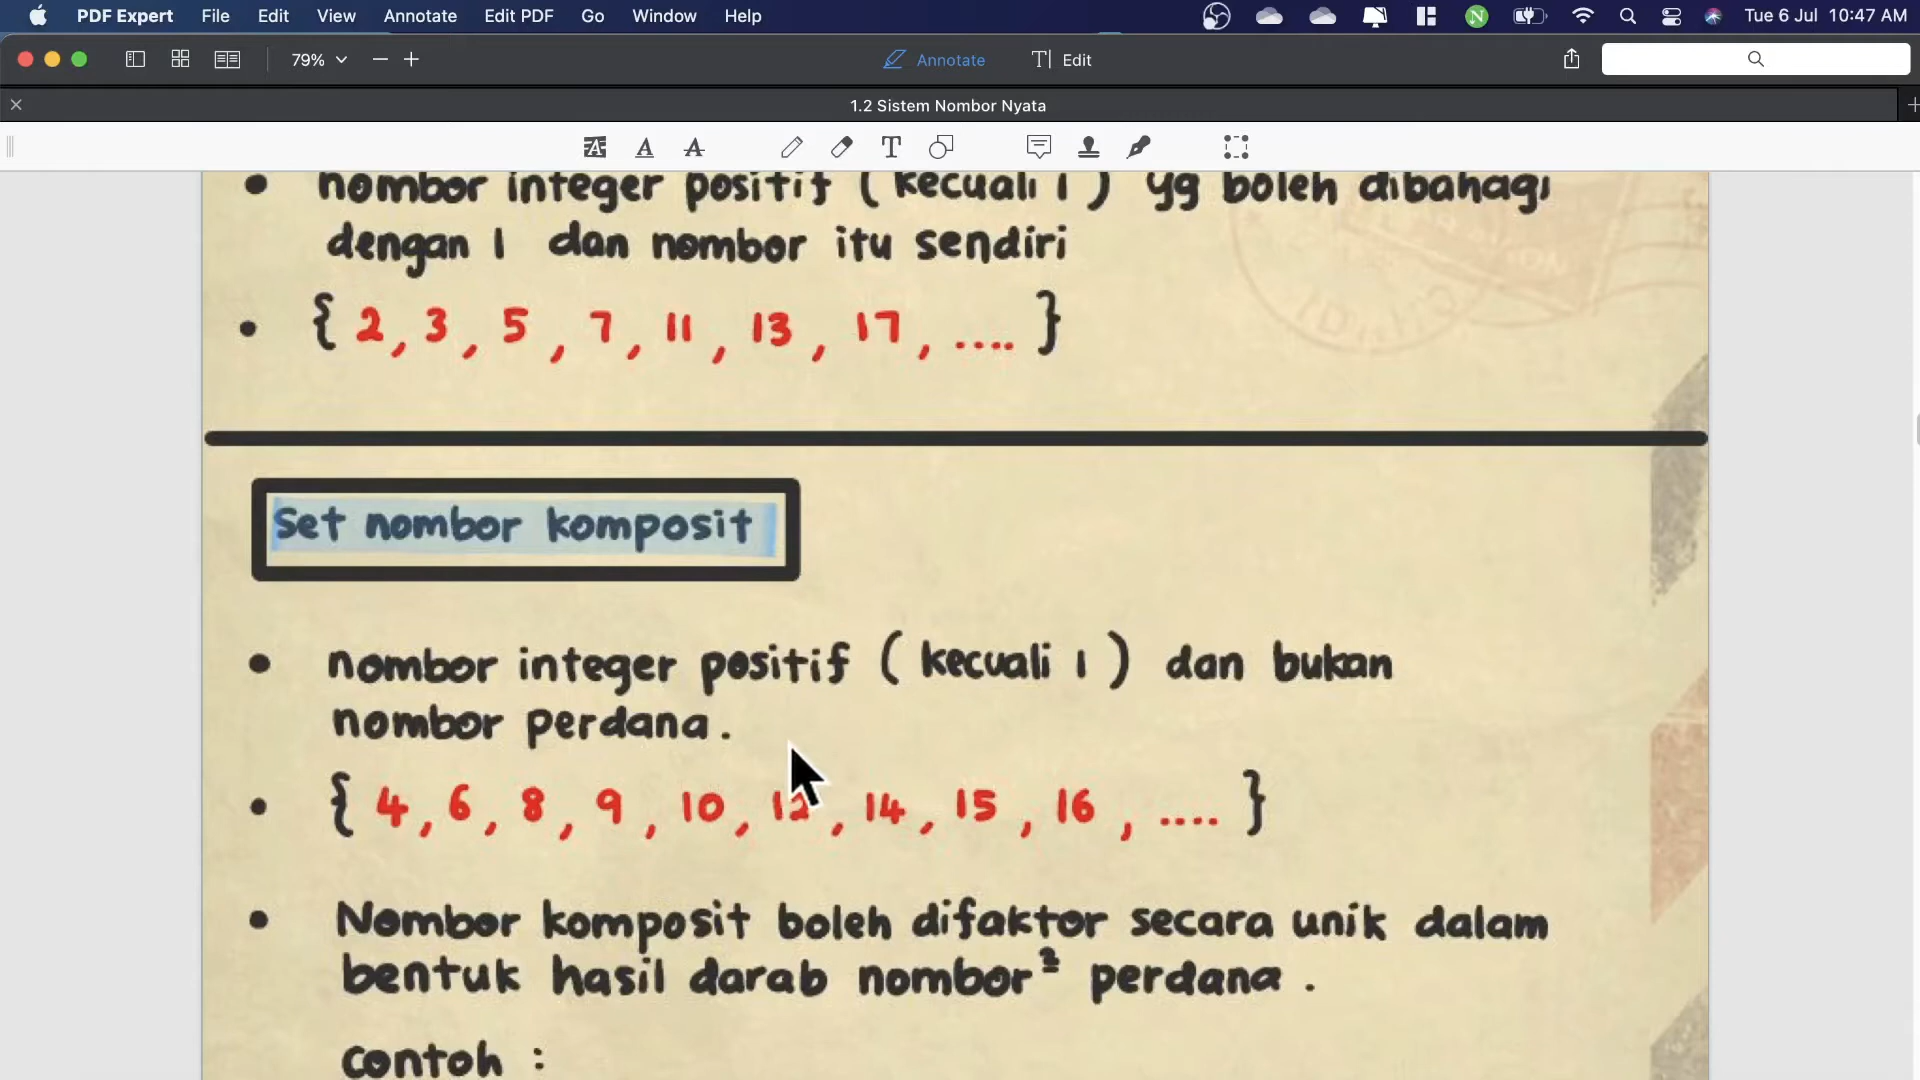 PDF Expert File Edit View Annotate Edit PDF Go Window Help Tue 6 Jul 10:47 AM
79% Annotate Edit
1.2 Sistem Nombor Nyata
• nombor integer positif ( kecuali 1 ) yg boleh dibahagi
dengan 1 dan nombor itu sendiri
• { 2, 3, 5, 7, 11, 13, 17, .... }
Set nombor komposit
• nombor integer positif ( kecuali 1 ) dan bukan
nombor perdana.
• { 4, 6, 8, 9, 10, 12, 14, 15, 16, .... }
• Nombor komposit boleh difaktor secara unik dalam
bentuk hasil darab nombor² perdana.
contoh :